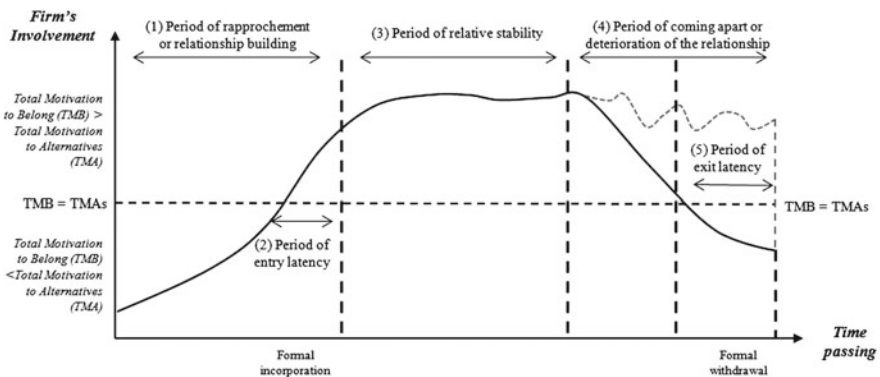 Firm's
Involvement
(1) Period of rapprochement
or relationship building
(3) Period of relative stability
(4) Period of coming apart or
deterioration of the relationship
Total Motivation
to Belong (TMB) >
Total Motivation
to Alternatives
(TMA)
(5) Period of
exit latency
TMB = TMAs
TMB = TMAs
(2) Period of
entry latency
Total Motivation
to Belong (TMB)
<Total Motivation
to Alternatives
(TMA)
Time
passing
Formal
incorporation
Formal
withdrawal